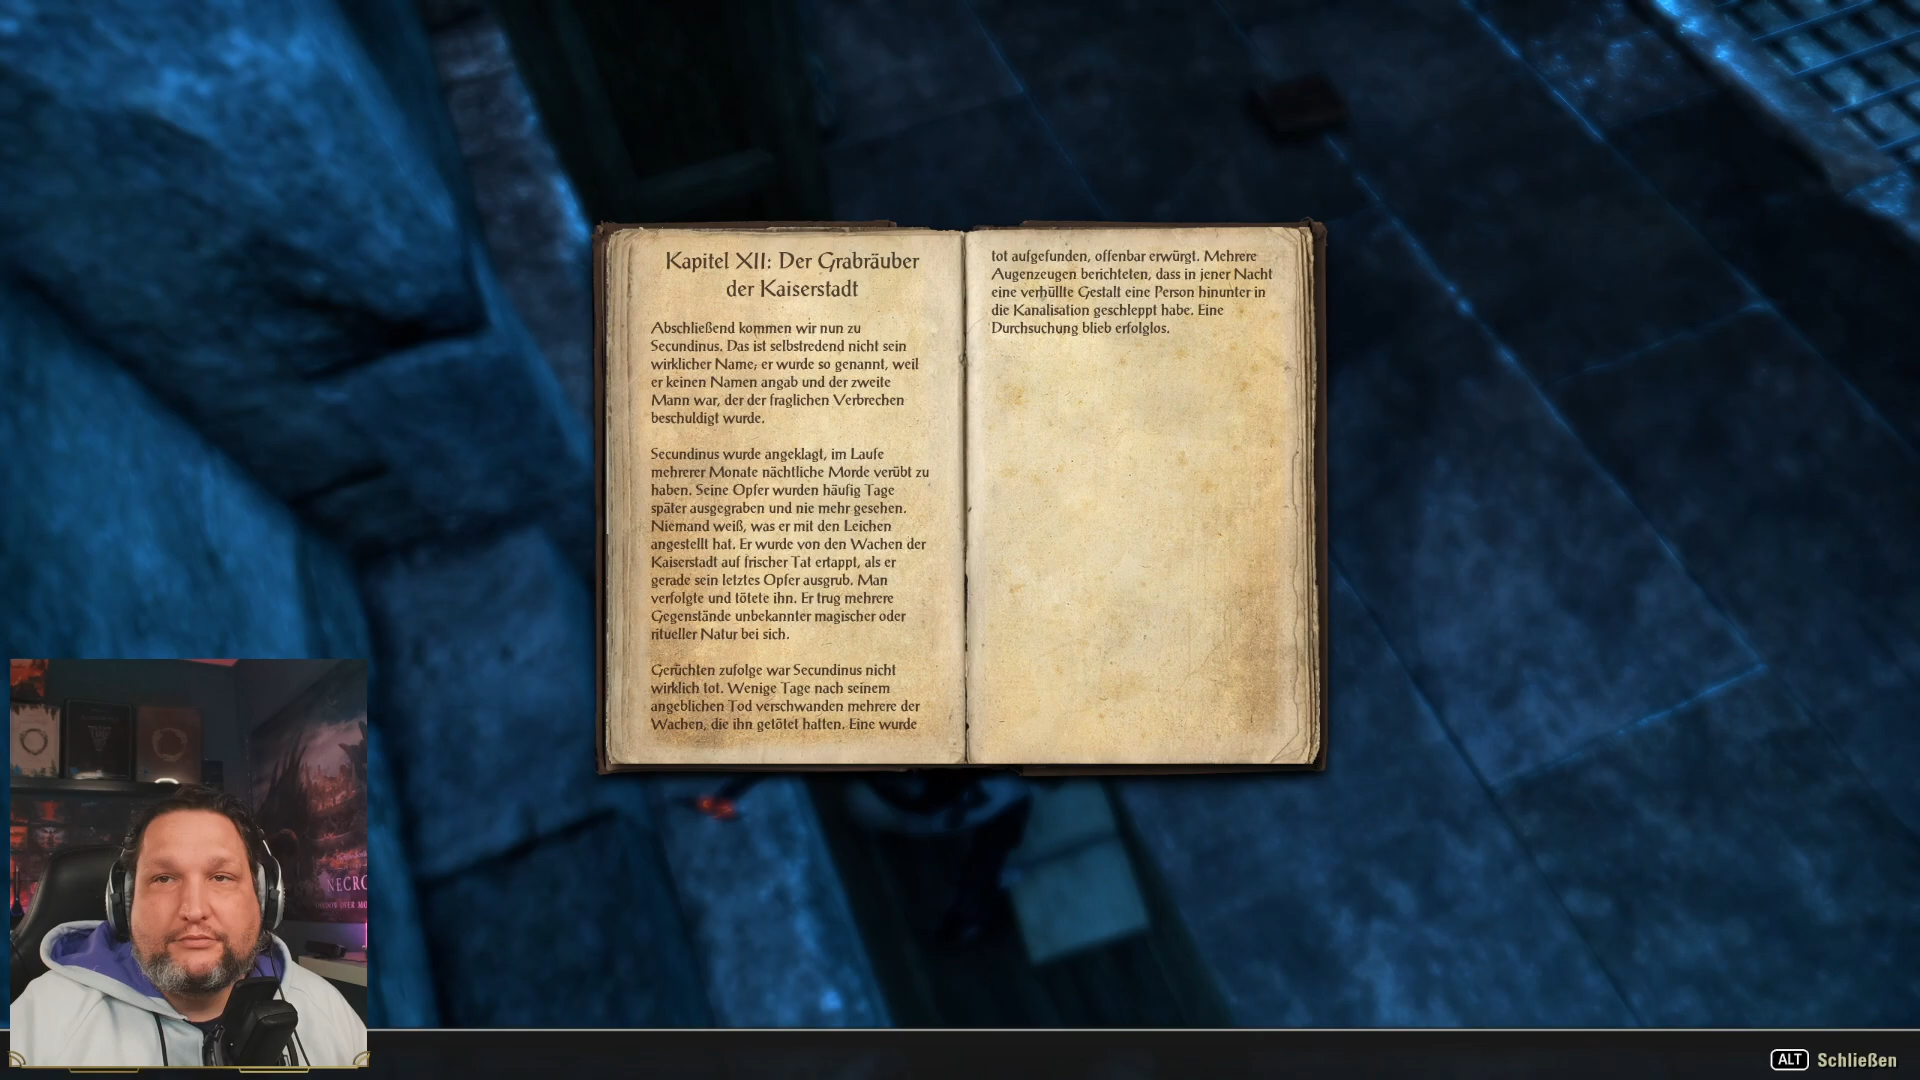 Kapitel XII: Der Grabräuber
der Kaiserstadt
Abschließend kommen wir nun zu
Secundinus. Das ist selbstredend nicht sein
wirklicher Name; er wurde so genannt, weil
er keinen Namen angab und der zweite
Mann war, der der fraglichen Verbrechen
beschuldigt wurde.
Secundinus wurde angeklagt, im Laufe
mehrerer Monate nächtliche Morde verübt zu
haben. Seine Opfer wurden häufig Tage
später ausgegraben und nie mehr gesehen.
Niemand weiß, was er mit den Leichen
angestellt hat. Er wurde von den Wachen der
Kaiserstadt auf frischer Tat ertappt, als er
gerade sein letztes Opfer ausgrub. Man
verfolgte und tötete ihn. Er trug mehrere
Gegenstände unbekannter magischer oder
ritueller Natur bei sich.
Gerüchten zufolge war Secundinus nicht
wirklich tot. Wenige Tage nach seinem
angeblichen Tod verschwanden mehrere der
Wachen, die ihn getötet hatten. Eine wurde
tot aufgefunden, offenbar erwürgt. Mehrere
Augenzeugen berichteten, dass in jener Nacht
eine verhüllte Gestalt eine Person hinunter in
die Kanalisation geschleppt habe. Eine
Durchsuchung blieb erfolglos.
NECRO
ALT Schließen